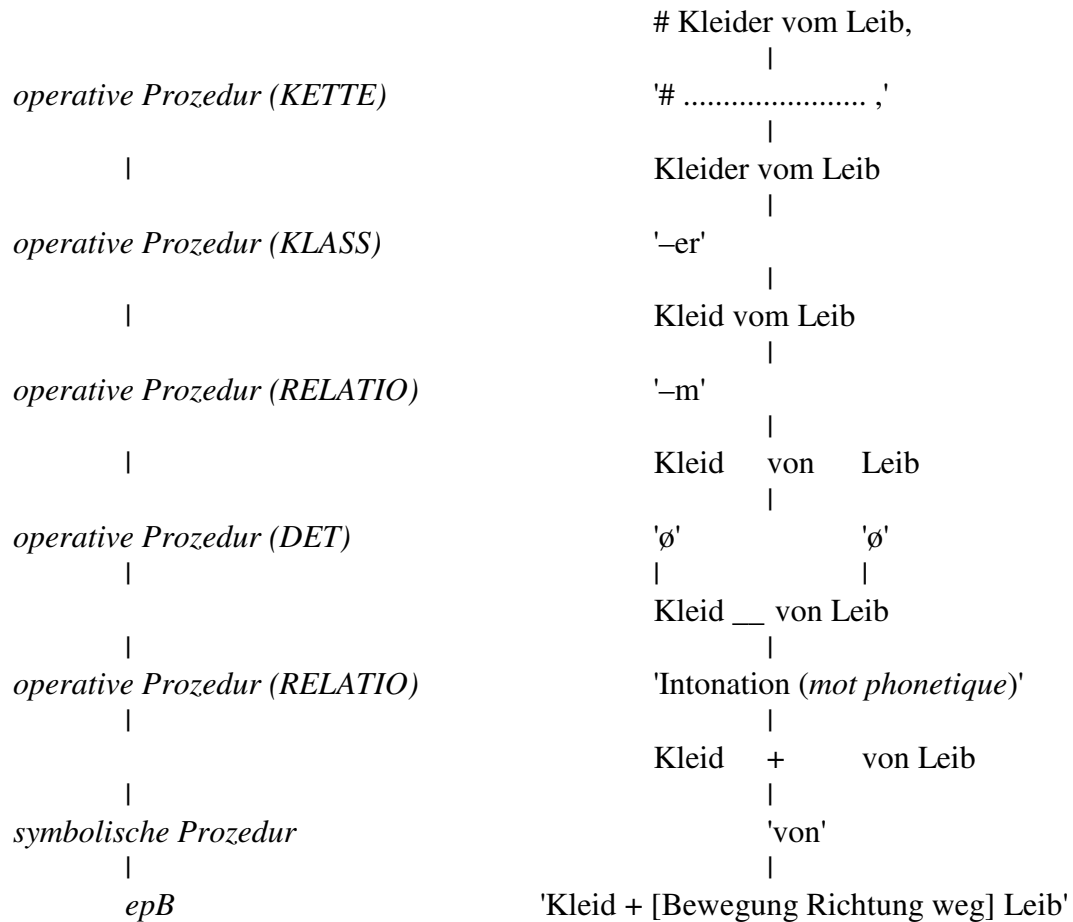 # Kleider vom Leib,
|
operative Prozedur (KETTE) '# ....................... ,'
|
| Kleider vom Leib
|
operative Prozedur (KLASS) '–er'
|
| Kleid vom Leib
|
operative Prozedur (RELATIO) '–m'
|
| Kleid von Leib
|
operative Prozedur (DET) 'ø' 'ø'
| | |
Kleid __ von Leib
| |
operative Prozedur (RELATIO) 'Intonation (mot phonetique)'
| |
Kleid + von Leib
| |
symbolische Prozedur 'von'
| |
epB 'Kleid + [Bewegung Richtung weg] Leib'